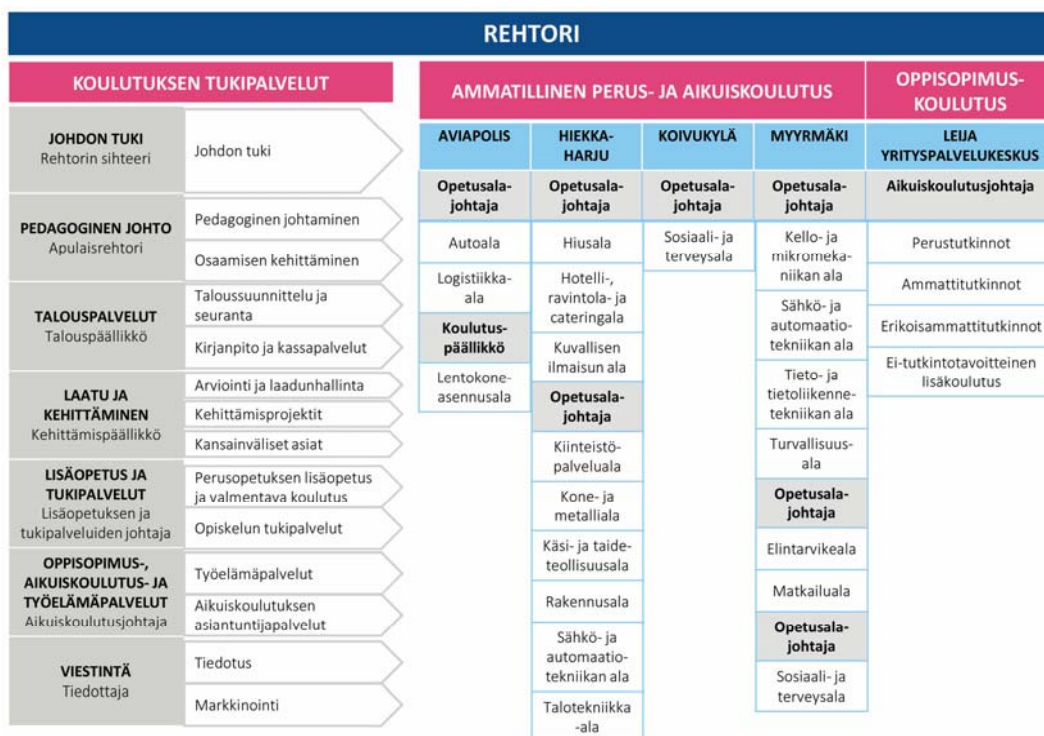 REHTORI
KOULUTUKSEN TUKIPALVELUT
JOHDON TUKI
Rehtorin sihteeri
Johdon tuki
PEDAGOGINEN JOHTO
Apulaisrehtori
Pedagoginen johtaminen
Osaamisen kehittäminen
TALOUSPALVELUT
Talouspäällikkö
Taloussuunnittelu ja
seuranta
Kirjanpito ja kassapalvelut
LAATU JA
KEHITTÄMINEN
Kehittämispäällikkö
Arviointi ja laadunhallinta
Kehittämisprojektit
Kansainväliset asiat
LISÄOPETUS JA
TUKIPALVELUT
Lisäopetuksen ja
tukipalveluiden johtaja
Perusopetuksen lisäopetus
ja valmentava koulutus
Opiskelun tukipalvelut
OPPISOPIMUS-,
AIKUISKOULUTUS- JA
TYÖELÄMÄPALVELUT
Aikuiskoulutusjohtaja
Työelämäpalvelut
Aikuiskoulutuksen
asiantuntijapalvelut
VIESTINTÄ
Tiedottaja
Tiedotus
Markkinointi
AMMATILLINEN PERUS- JA AIKUISKOULUTUS
AVIAPOLIS
Opetusala-
johtaja
Autoala
Logistiikka-
ala
Koulutus-
päällikkö
Lentokone-
asennusala
HIEKKA-
HARJU
Opetusala-
johtaja
Hiusala
Hotelli-,
ravintola- ja
cateringala
Kuvallisen
ilmaisun ala
Opetusala-
johtaja
Kiinteistö-
palveluala
Kone- ja
metalliala
Käsi- ja taide-
teollisuusala
Rakennusala
Sähkö- ja
automaatio-
tekniikan ala
Talotekniikka
-ala
KOIVUKYLÄ
Opetusala-
johtaja
Sosiaali- ja
terveysala
MYYRMÄKI
Opetusala-
johtaja
Kello- ja
mikromeka-
niikan ala
Sähkö- ja
automaatio-
tekniikan ala
Tieto- ja
tietoliikenne-
tekniikan ala
Turvallisuus-
ala
Opetusala-
johtaja
Elintarvikeala
Matkailuala
Opetusala-
johtaja
Sosiaali- ja
terveysala
OPPISOPIMUS-
KOULUTUS
LEIJA
YRITYSPALVELUKESKUS
Aikuiskoulutusjohtaja
Perustutkinnot
Ammattitutkinnot
Erikoisammattitutkinnot
Ei-tutkintotavoitteinen
lisäkoulutus